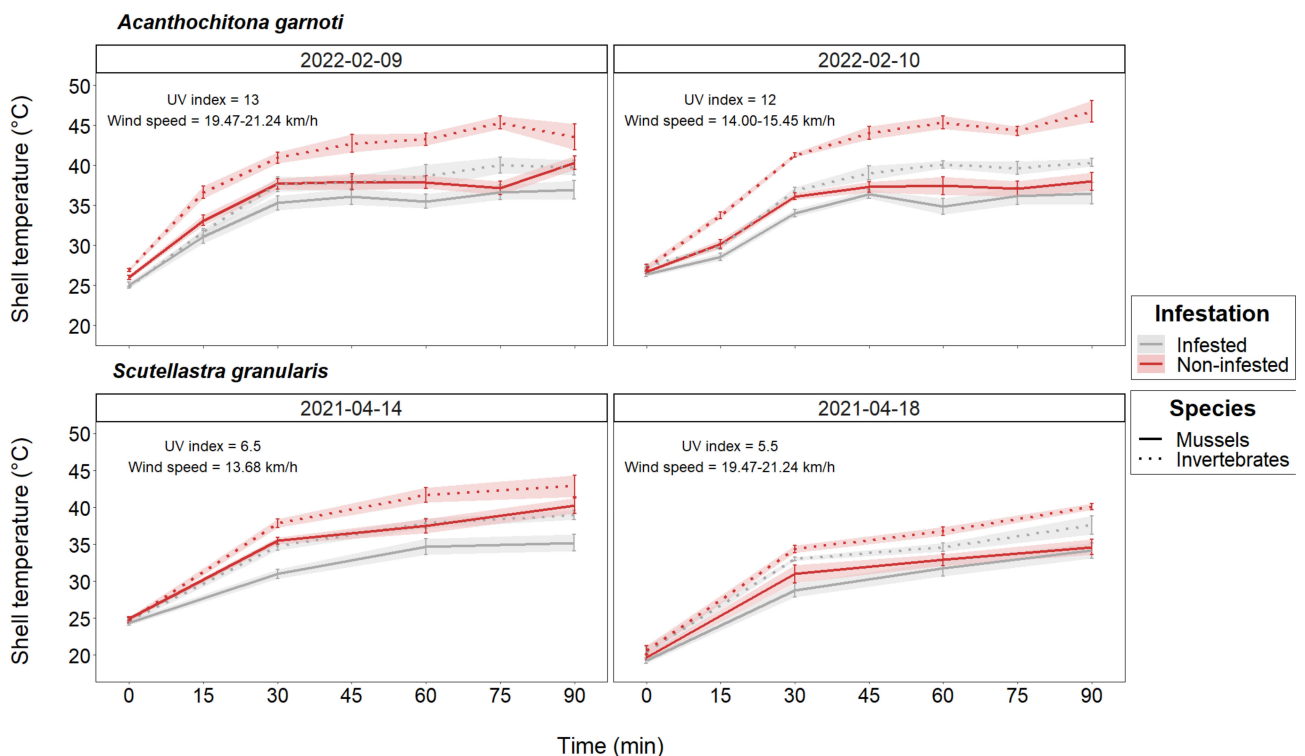 Acanthochitona garnoti
2022-02-09
2022-02-10
UV index = 13
Wind speed = 19.47-21.24 km/h
UV index = 12
Wind speed = 14.00-15.45 km/h
Shell temperature (°C)
50
45
40
35
30
25
20
Infestation
Infested
Non-infested
Scutellastra granularis
2021-04-14
2021-04-18
UV index = 6.5
Wind speed = 13.68 km/h
UV index = 5.5
Wind speed = 19.47-21.24 km/h
Species
Mussels
Invertebrates
Shell temperature (°C)
50
45
40
35
30
25
20
0 15 30 45 60 75 90
0 15 30 45 60 75 90
Time (min)